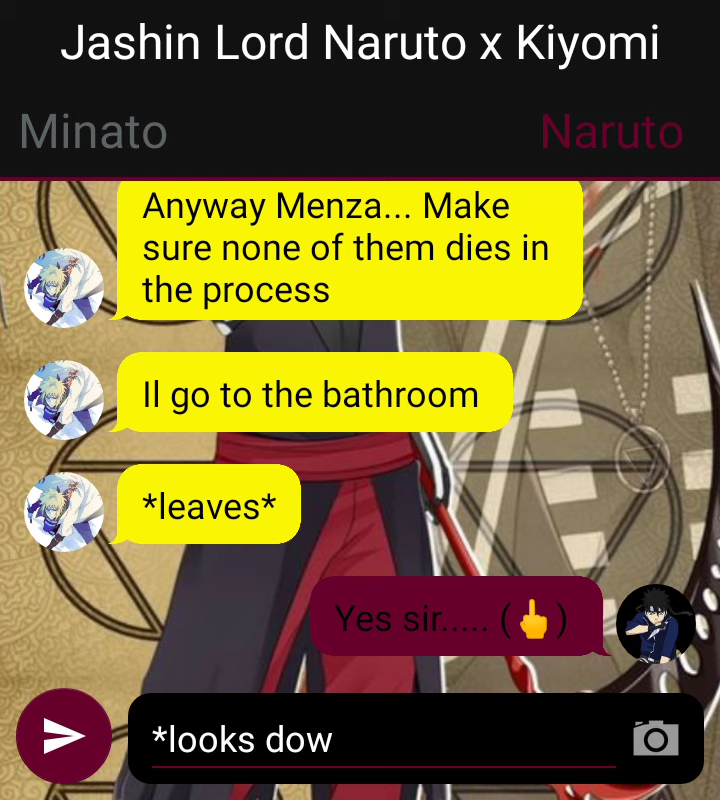 Jashin Lord Naruto x Kiyomi
Minato
Naruto
Anyway Menza... Make
sure none of them dies in
the process
Il go to the bathroom
*leaves*
Yes sir..... (🖕)
*looks dow